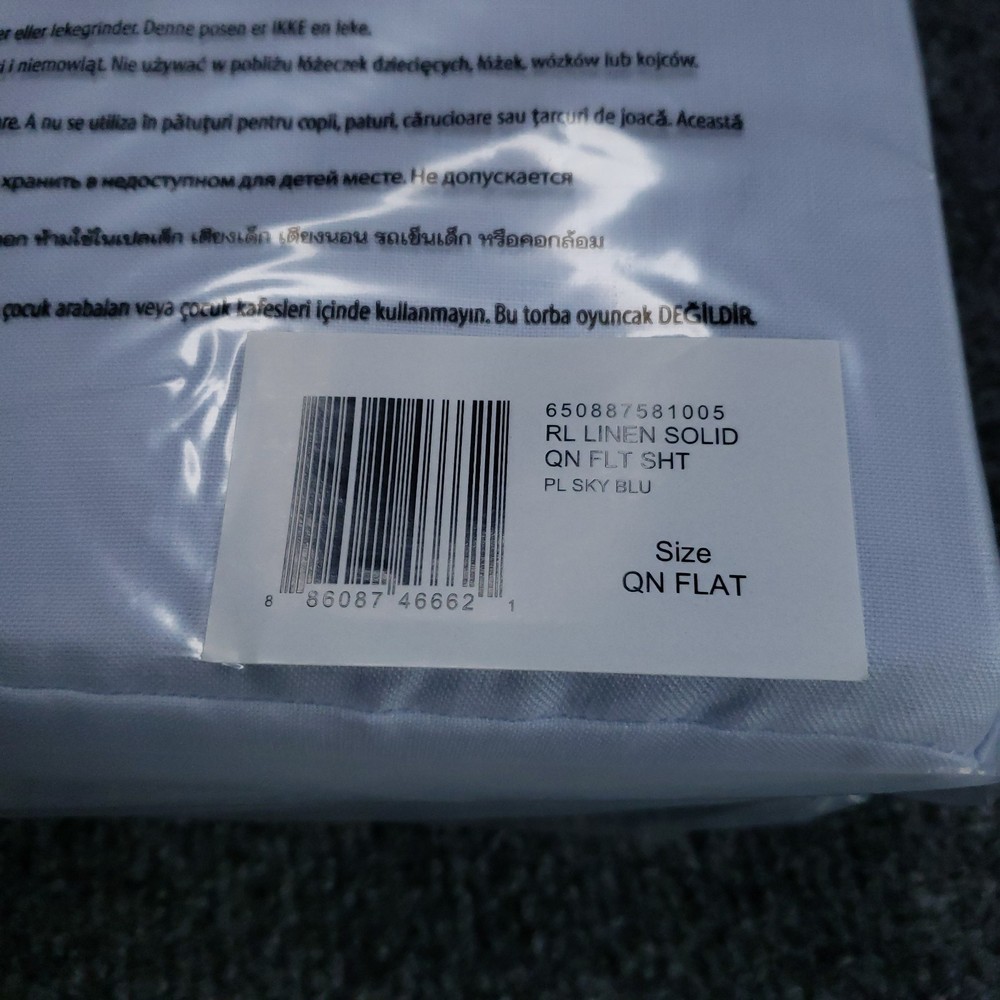 eller lekegrinder. Denne posen er IKKE en leke.
i niemowląt. Nie używać w pobliżu łóżeczek dziecięcych, łóżek, wózków lub kojców.
A nu se utiliza în pătuțuri pentru copii, paturi, cărucioare sau țarcuri de joacă. Această
хранить в недоступном для детей месте. Не допускается
ห้ามใช้ในเปลเด็ก เตียงเด็ก เตียงนอน รถเข็นเด็ก หรือคอกล้อม
çocuk arabaları veya çocuk kafesleri içinde kullanmayın. Bu torba oyuncak DEĞİLDİR.
650887581005
RL LINEN SOLID
QN FLT SHT
PL SKY BLU
Size
QN FLAT
8 86087 46662 1